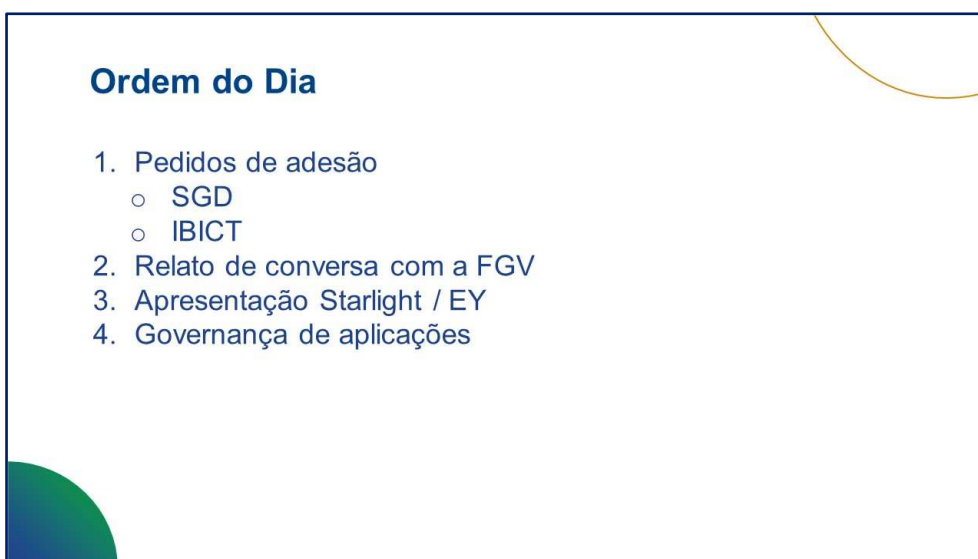 Ordem do Dia
1. Pedidos de adesão
o SGD
o IBICT
2. Relato de conversa com a FGV
3. Apresentação Starlight / EY
4. Governança de aplicações